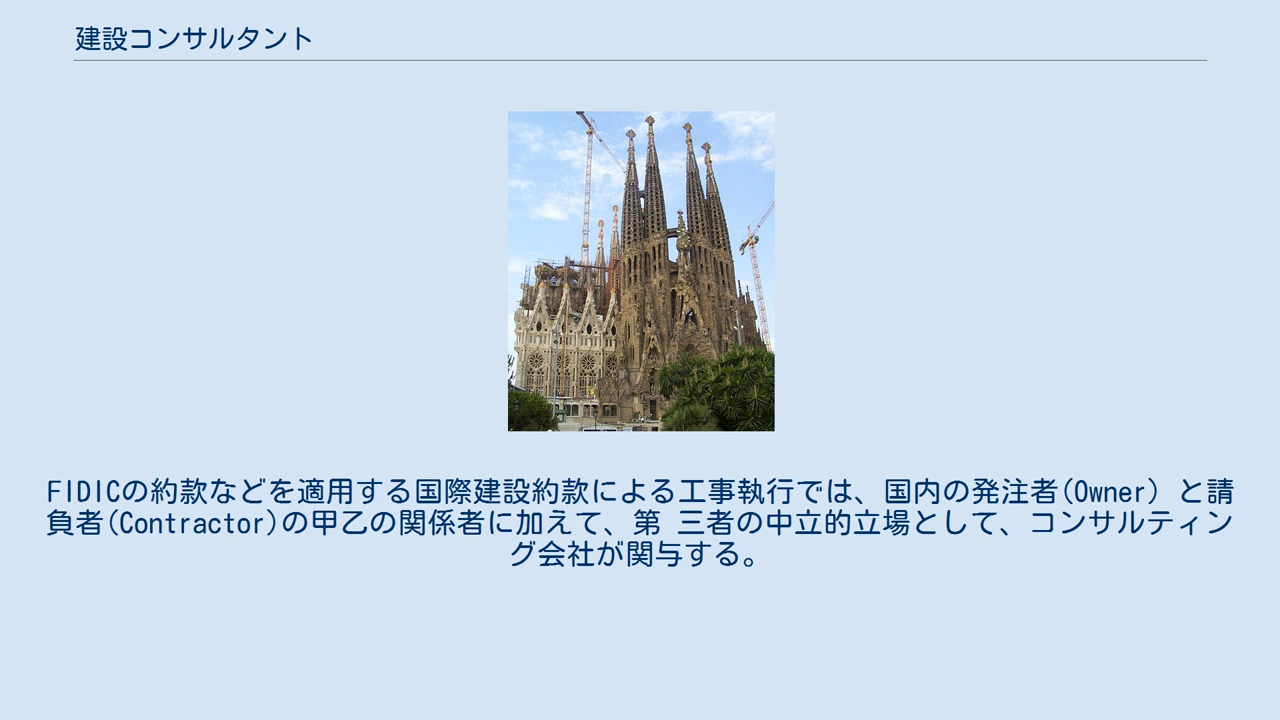 建設コンサルタント
FIDICの約款などを適用する国際建設約款による工事執行では、国内の発注者(Owner) と請
負者(Contractor)の甲乙の関係者に加えて、第 三者の中立的立場として、コンサルティン
グ会社が関与する。